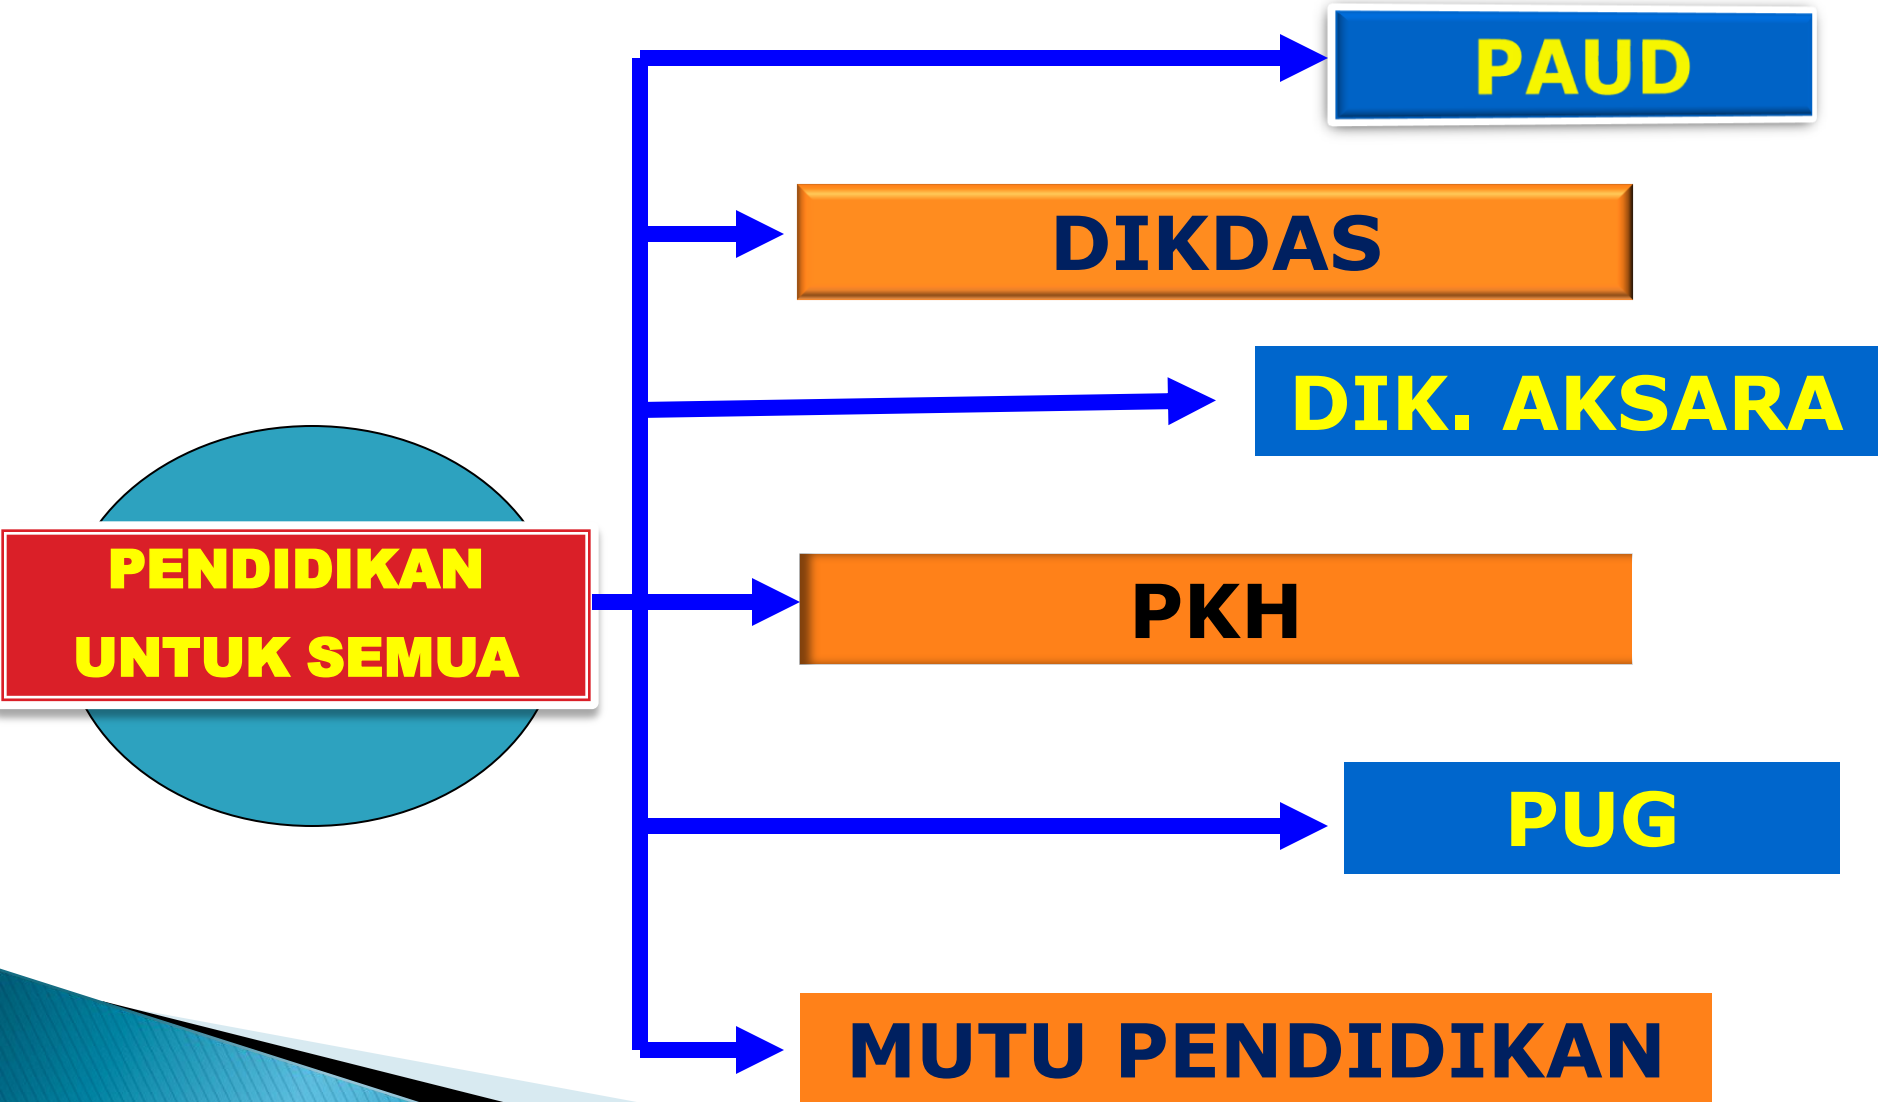 PAUD
DIKDAS
DIK. AKSARA
PENDIDIKAN
UNTUK SEMUA
PKH
PUG
MUTU PENDIDIKAN